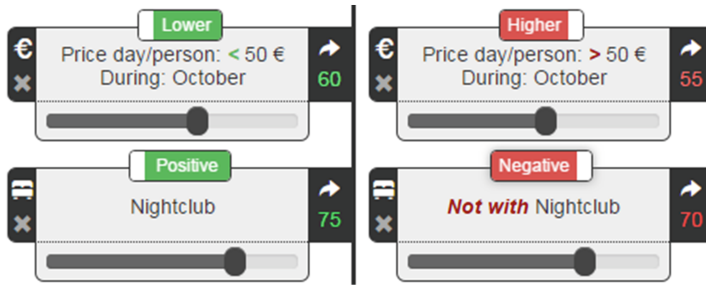 Lower
€ Price day/person: < 50 €
During: October
60
Higher
€ Price day/person: > 50 €
During: October
55
Positive
Nightclub
75
Negative
Not with Nightclub
70